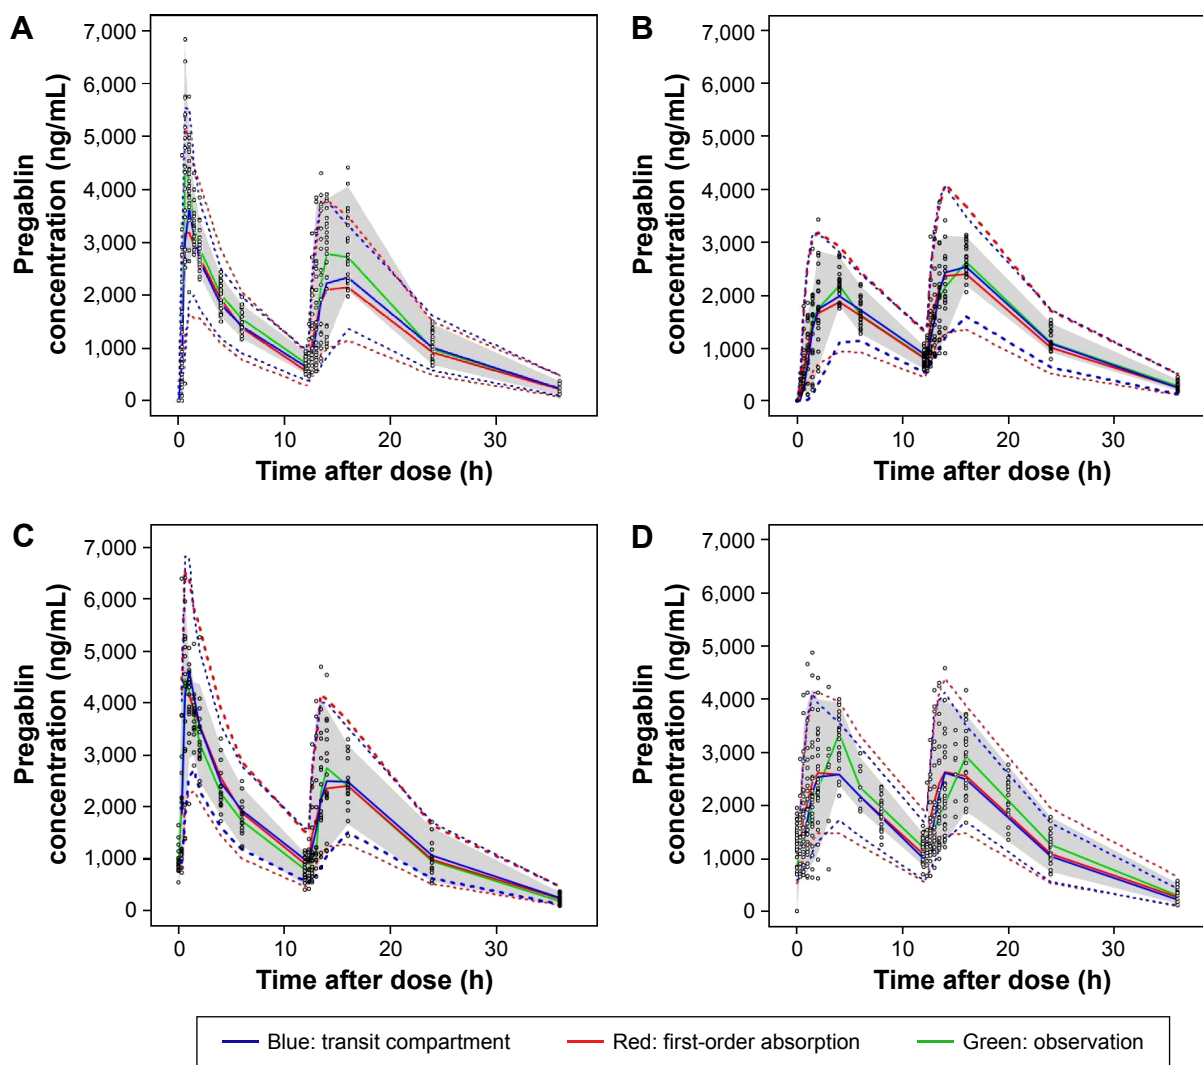 A
Pregablin
concentration (ng/mL)
7,000
6,000
5,000
4,000
3,000
2,000
1,000
0
0
10
20
30
Time after dose (h)
B
Pregablin
concentration (ng/mL)
7,000
6,000
5,000
4,000
3,000
2,000
1,000
0
0
10
20
30
Time after dose (h)
C
Pregablin
concentration (ng/mL)
7,000
6,000
5,000
4,000
3,000
2,000
1,000
0
0
10
20
30
Time after dose (h)
D
Pregablin
concentration (ng/mL)
7,000
6,000
5,000
4,000
3,000
2,000
1,000
0
0
10
20
30
Time after dose (h)
Blue: transit compartment Red: first-order absorption Green: observation